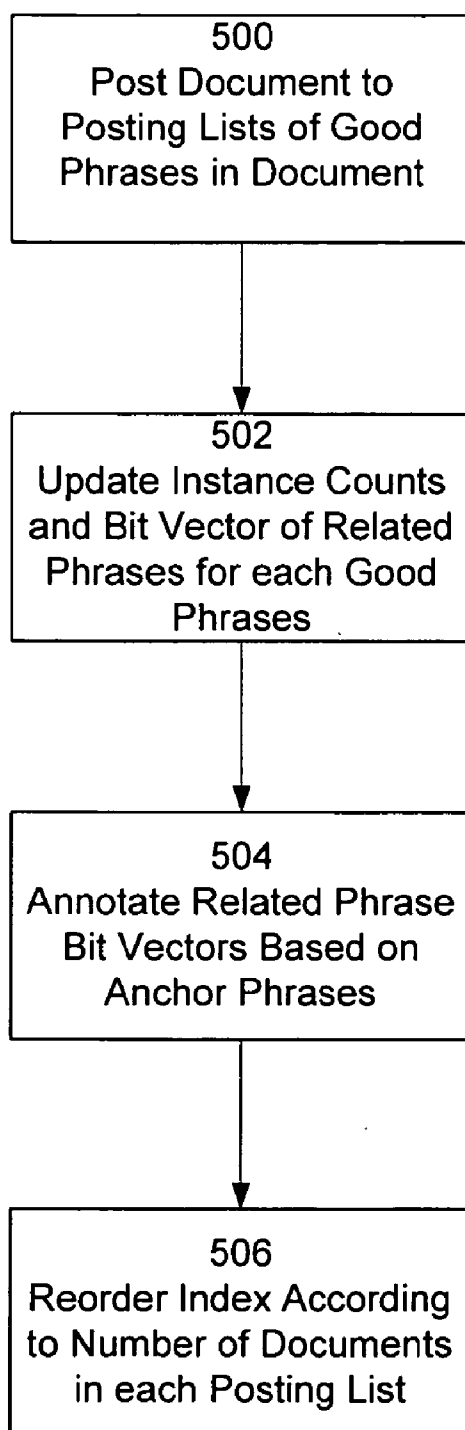 500
Post Document to
Posting Lists of Good
Phrases in Document
502
Update Instance Counts
and Bit Vector of Related
Phrases for each Good
Phrases
504
Annotate Related Phrase
Bit Vectors Based on
Anchor Phrases
506
Reorder Index According
to Number of Documents
in each Posting List